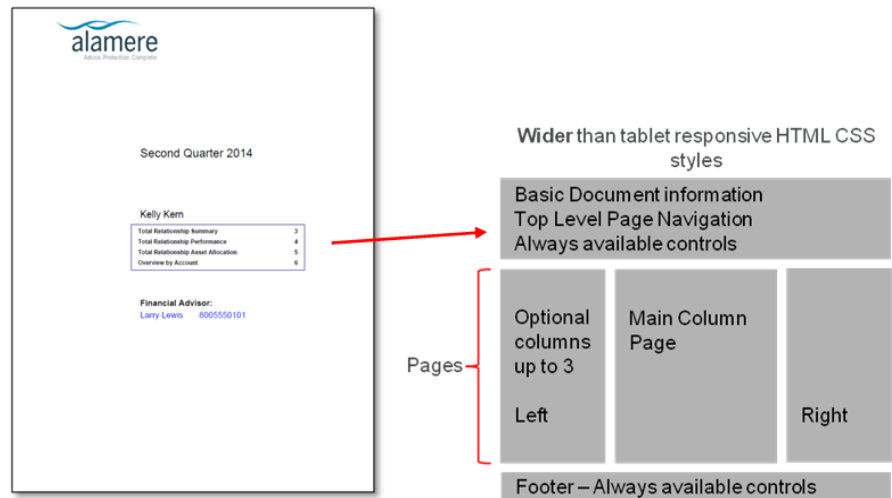 alamere
Advice. Protection. Complete.
Second Quarter 2014
Kelly Kern
Total Relationship Summary 3
Total Relationship Performance 4
Total Relationship Asset Allocation 5
Overview by Account 6
Financial Advisor:
Larry Lewis 8005550101
Wider than tablet responsive HTML CSS
styles
Basic Document information
Top Level Page Navigation
Always available controls
Pages
Optional
columns
up to 3
Left
Main Column
Page
Right
Footer – Always available controls